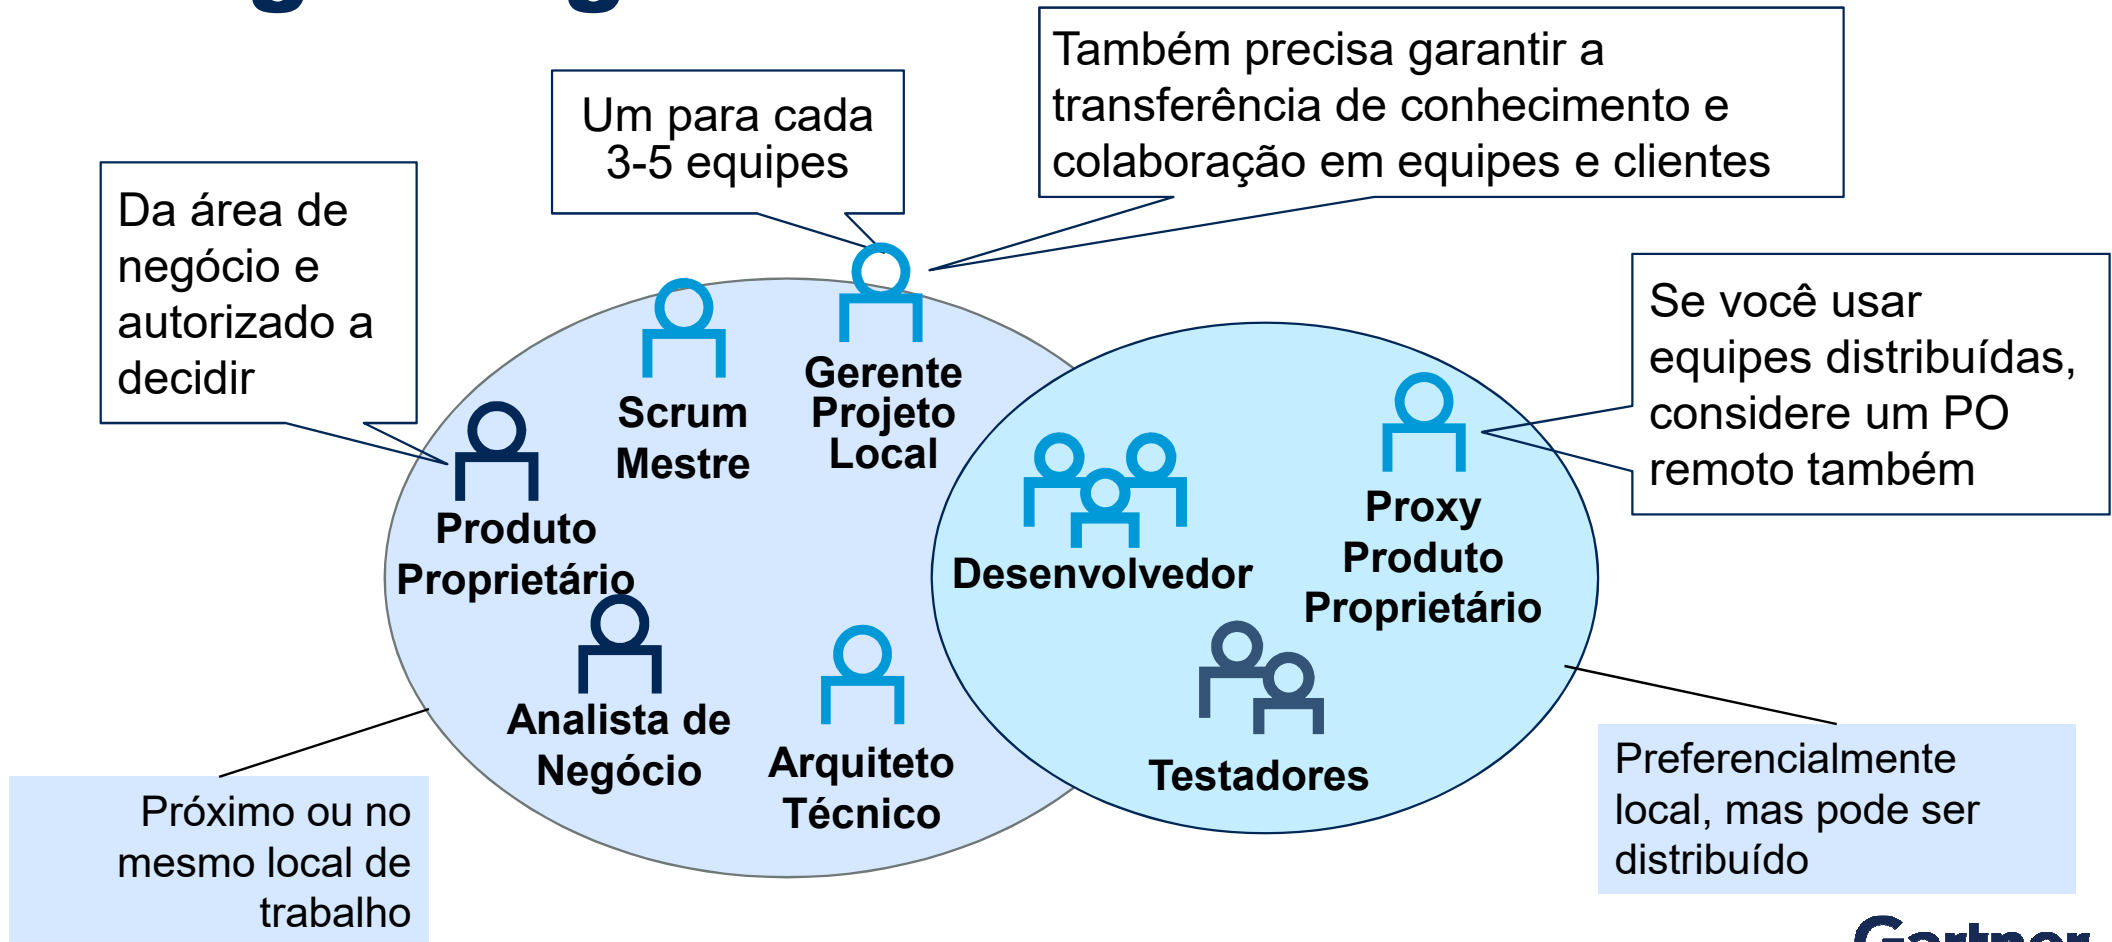 Também precisa garantir a
transferência de conhecimento e
colaboração em equipes e clientes
Um para cada
3-5 equipes
Da área de
negócio e
autorizado a
decidir
Se você usar
equipes distribuídas,
considere um PO
remoto também
Scrum
Mestre
Gerente
Projeto
Local
Produto
Proprietário
Desenvolvedor
Proxy
Produto
Proprietário
Analista de
Negócio
Arquiteto
Técnico
Testadores
Próximo ou no
mesmo local de
trabalho
Preferencialmente
local, mas pode ser
distribuído
Gartner